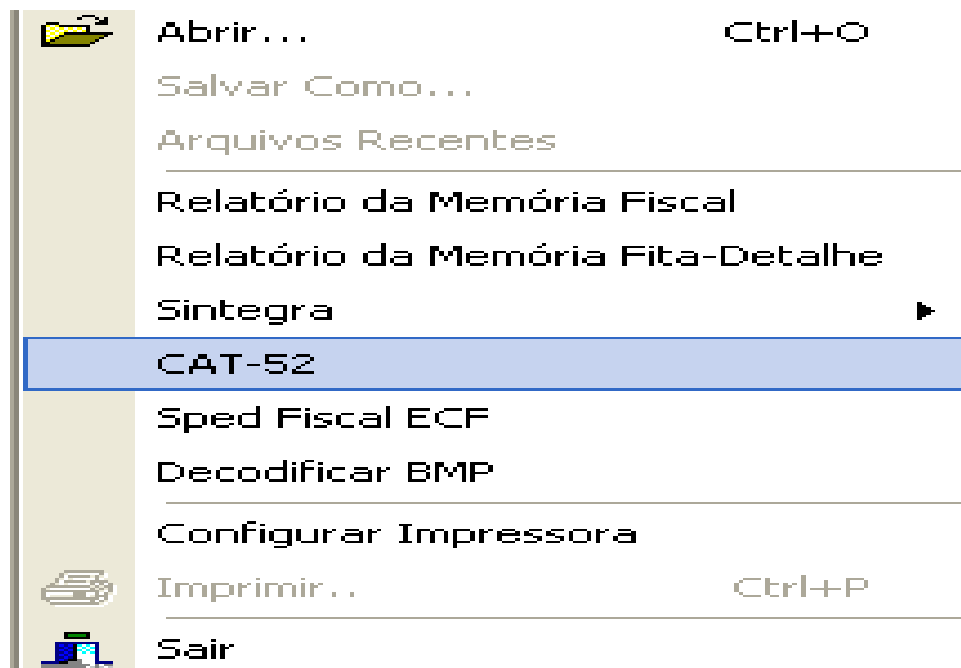 Abrir... Ctrl+O
Salvar Como...
Arquivos Recentes
Relatório da Memória Fiscal
Relatório da Memória Fita-Detalhe
Sintegra
CAT-52
Sped Fiscal ECF
Decodificar BMP
Configurar Impressora
Imprimir.. Ctrl+P
Sair